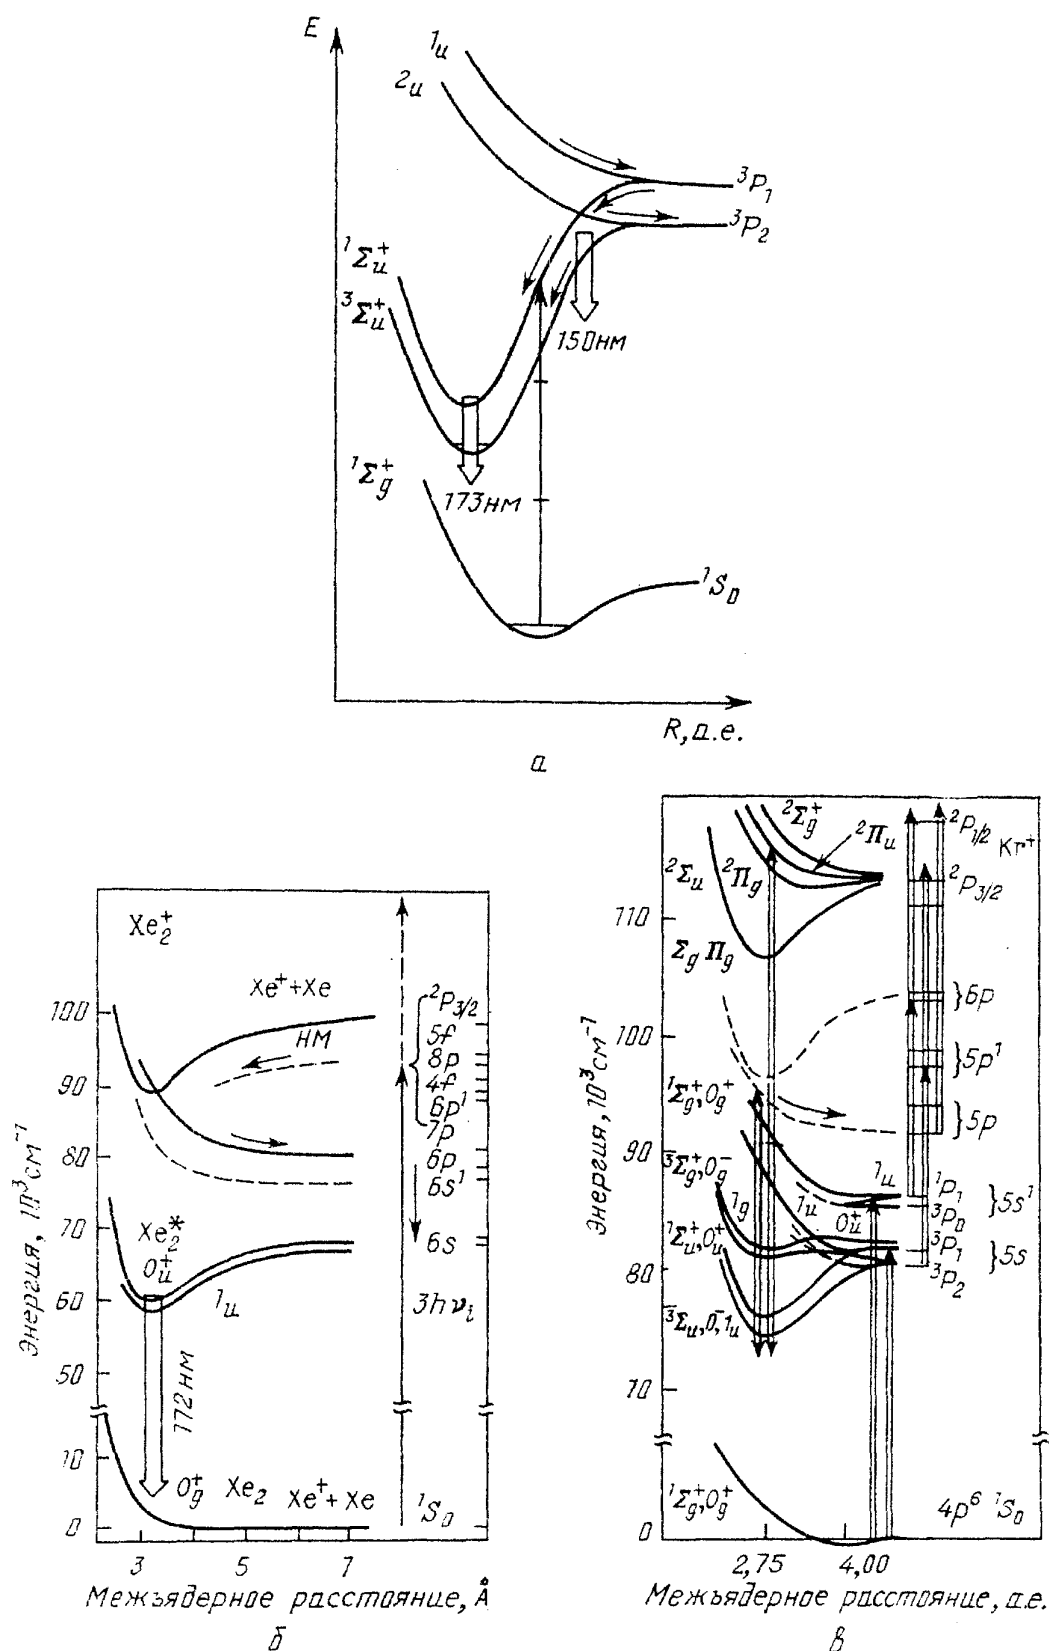 E
1u
2u
³P₁
³P₂
¹Σᵤ⁺
³Σᵤ⁺
150нм
¹Σg⁺
173нм
¹S₀
R, а.е.
а
Xe₂⁺
Xe⁺+Xe
нм
100
90
80
70
60
50
10
0
Энергия, 10³см⁻¹
²P₃/₂
5f
8p
4f
6p¹
7p
6p
6s¹
6s
Xe₂*
0ᵤ⁺
1u
3hνᵢ
172нм
0g⁺ Xe₂ Xe⁺+Xe
¹S₀
3 5 7
Межъядерное расстояние, Å
б
²Σg⁺
²Πᵤ
²P₁/₂ Kr⁺
²Σᵤ
²Πg
²P₃/₂
110
Σg Πg
}6p
100
}5p¹
¹Σg⁺,0g⁺
}5p
90
³Σg⁺,0g⁻
1u
¹P₁
}5s¹
1g
1u
0ᵤ⁺
³P₀
¹Σᵤ⁺,0ᵤ⁺
³P₁
}5s
³P₂
80
³Σᵤ,0⁻,1u
70
¹Σg⁺,0g⁺
4p⁶ ¹S₀
0
Энергия, 10³см⁻¹
2,75 4,00
Межъядерное расстояние, а.е.
в